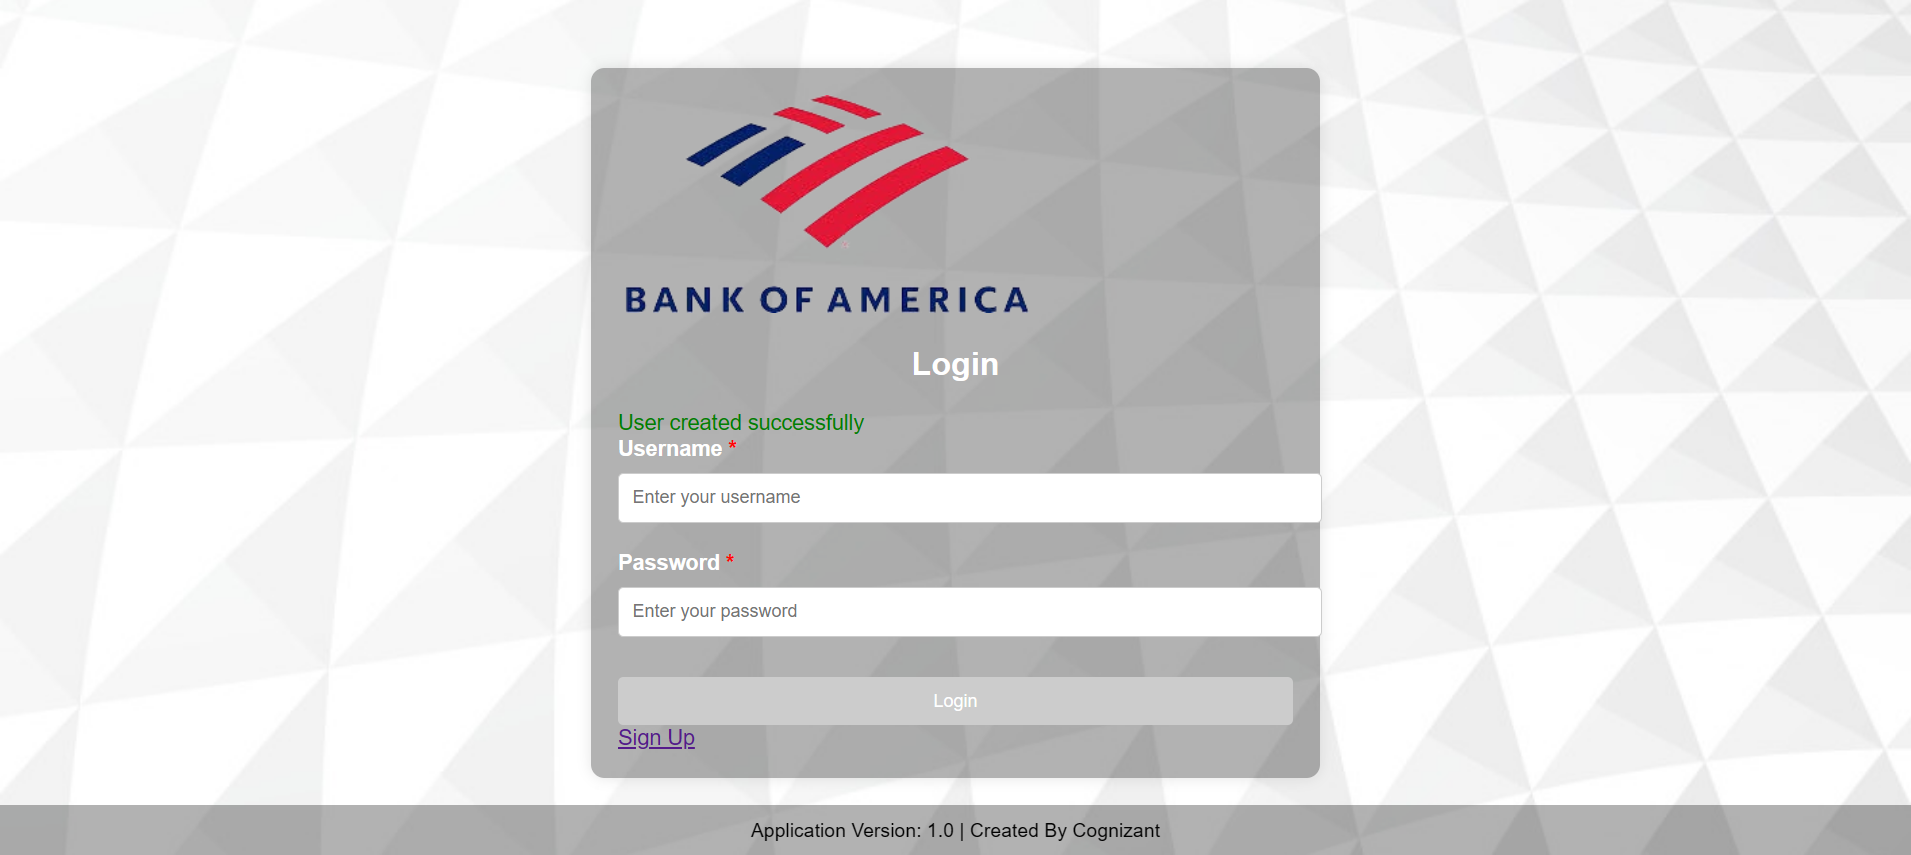 BANK OF AMERICA
Login
User created successfully
Username *
Enter your username
Password *
Enter your password
Login
Sign Up
Application Version: 1.0 | Created By Cognizant